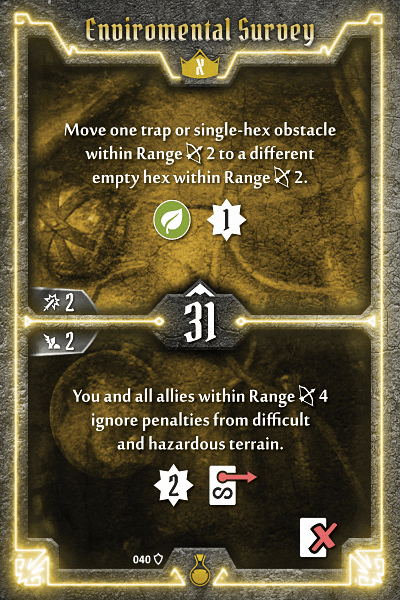 Enviromental Survey
X
Move one trap or single-hex obstacle
within Range 2 to a different
empty hex within Range 2.
1
2
31
2
You and all allies within Range 4
ignore penalties from difficult
and hazardous terrain.
2 S
X
040